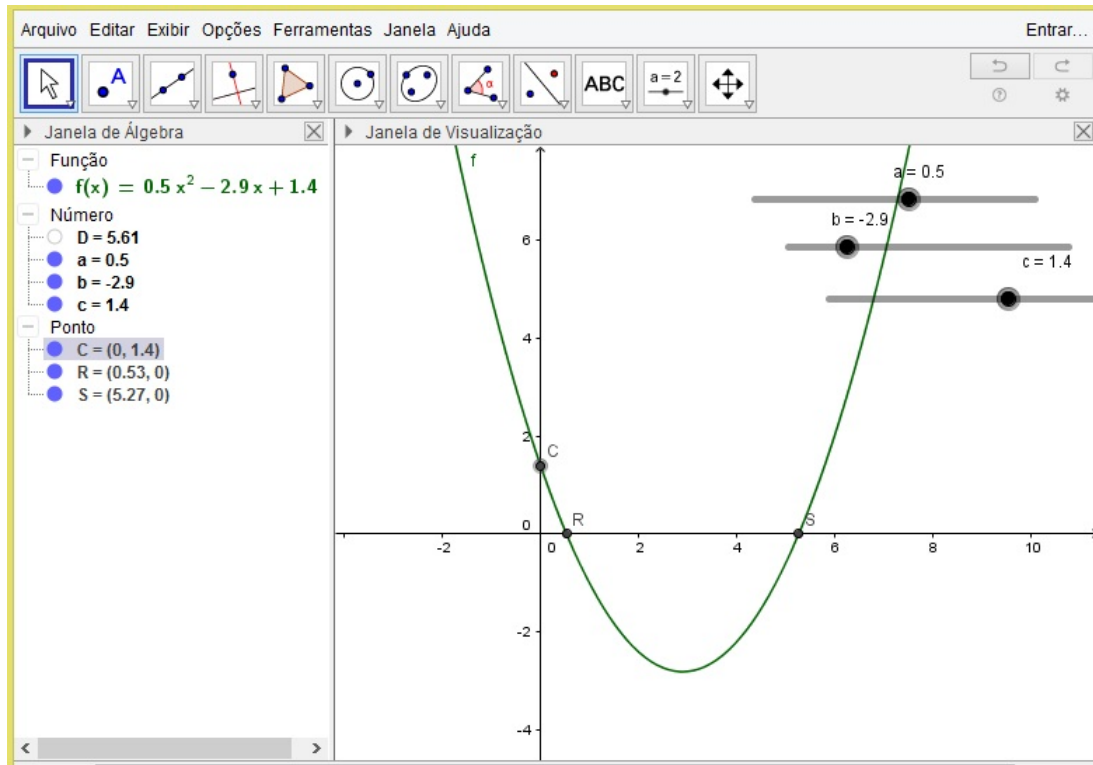 Arquivo Editar Exibir Opções Ferramentas Janela Ajuda Entrar...
A α ABC a=2
Janela de Álgebra
Função
f(x) = 0.5 x² − 2.9 x + 1.4
Número
D = 5.61
a = 0.5
b = -2.9
c = 1.4
Ponto
C = (0, 1.4)
R = (0.53, 0)
S = (5.27, 0)
Janela de Visualização
f
a = 0.5
b = -2.9
c = 1.4
6
4
2
C
0
R
S
-2 0 2 4 6 8 10
-2
-4